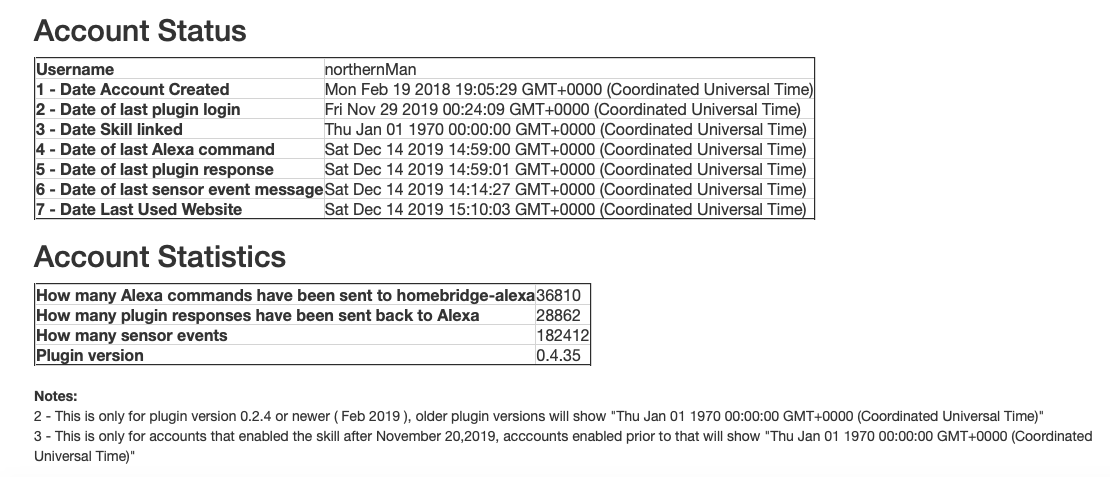 Account Status
Username northernMan
1 - Date Account Created Mon Feb 19 2018 19:05:29 GMT+0000 (Coordinated Universal Time)
2 - Date of last plugin login Fri Nov 29 2019 00:24:09 GMT+0000 (Coordinated Universal Time)
3 - Date Skill linked Thu Jan 01 1970 00:00:00 GMT+0000 (Coordinated Universal Time)
4 - Date of last Alexa command Sat Dec 14 2019 14:59:00 GMT+0000 (Coordinated Universal Time)
5 - Date of last plugin response Sat Dec 14 2019 14:59:01 GMT+0000 (Coordinated Universal Time)
6 - Date of last sensor event message Sat Dec 14 2019 14:14:27 GMT+0000 (Coordinated Universal Time)
7 - Date Last Used Website Sat Dec 14 2019 15:10:03 GMT+0000 (Coordinated Universal Time)
Account Statistics
How many Alexa commands have been sent to homebridge-alexa 36810
How many plugin responses have been sent back to Alexa 28862
How many sensor events 182412
Plugin version 0.4.35
Notes:
2 - This is only for plugin version 0.2.4 or newer ( Feb 2019 ), older plugin versions will show "Thu Jan 01 1970 00:00:00 GMT+0000 (Coordinated Universal Time)"
3 - This is only for accounts that enabled the skill after November 20,2019, acccounts enabled prior to that will show "Thu Jan 01 1970 00:00:00 GMT+0000 (Coordinated
Universal Time)"